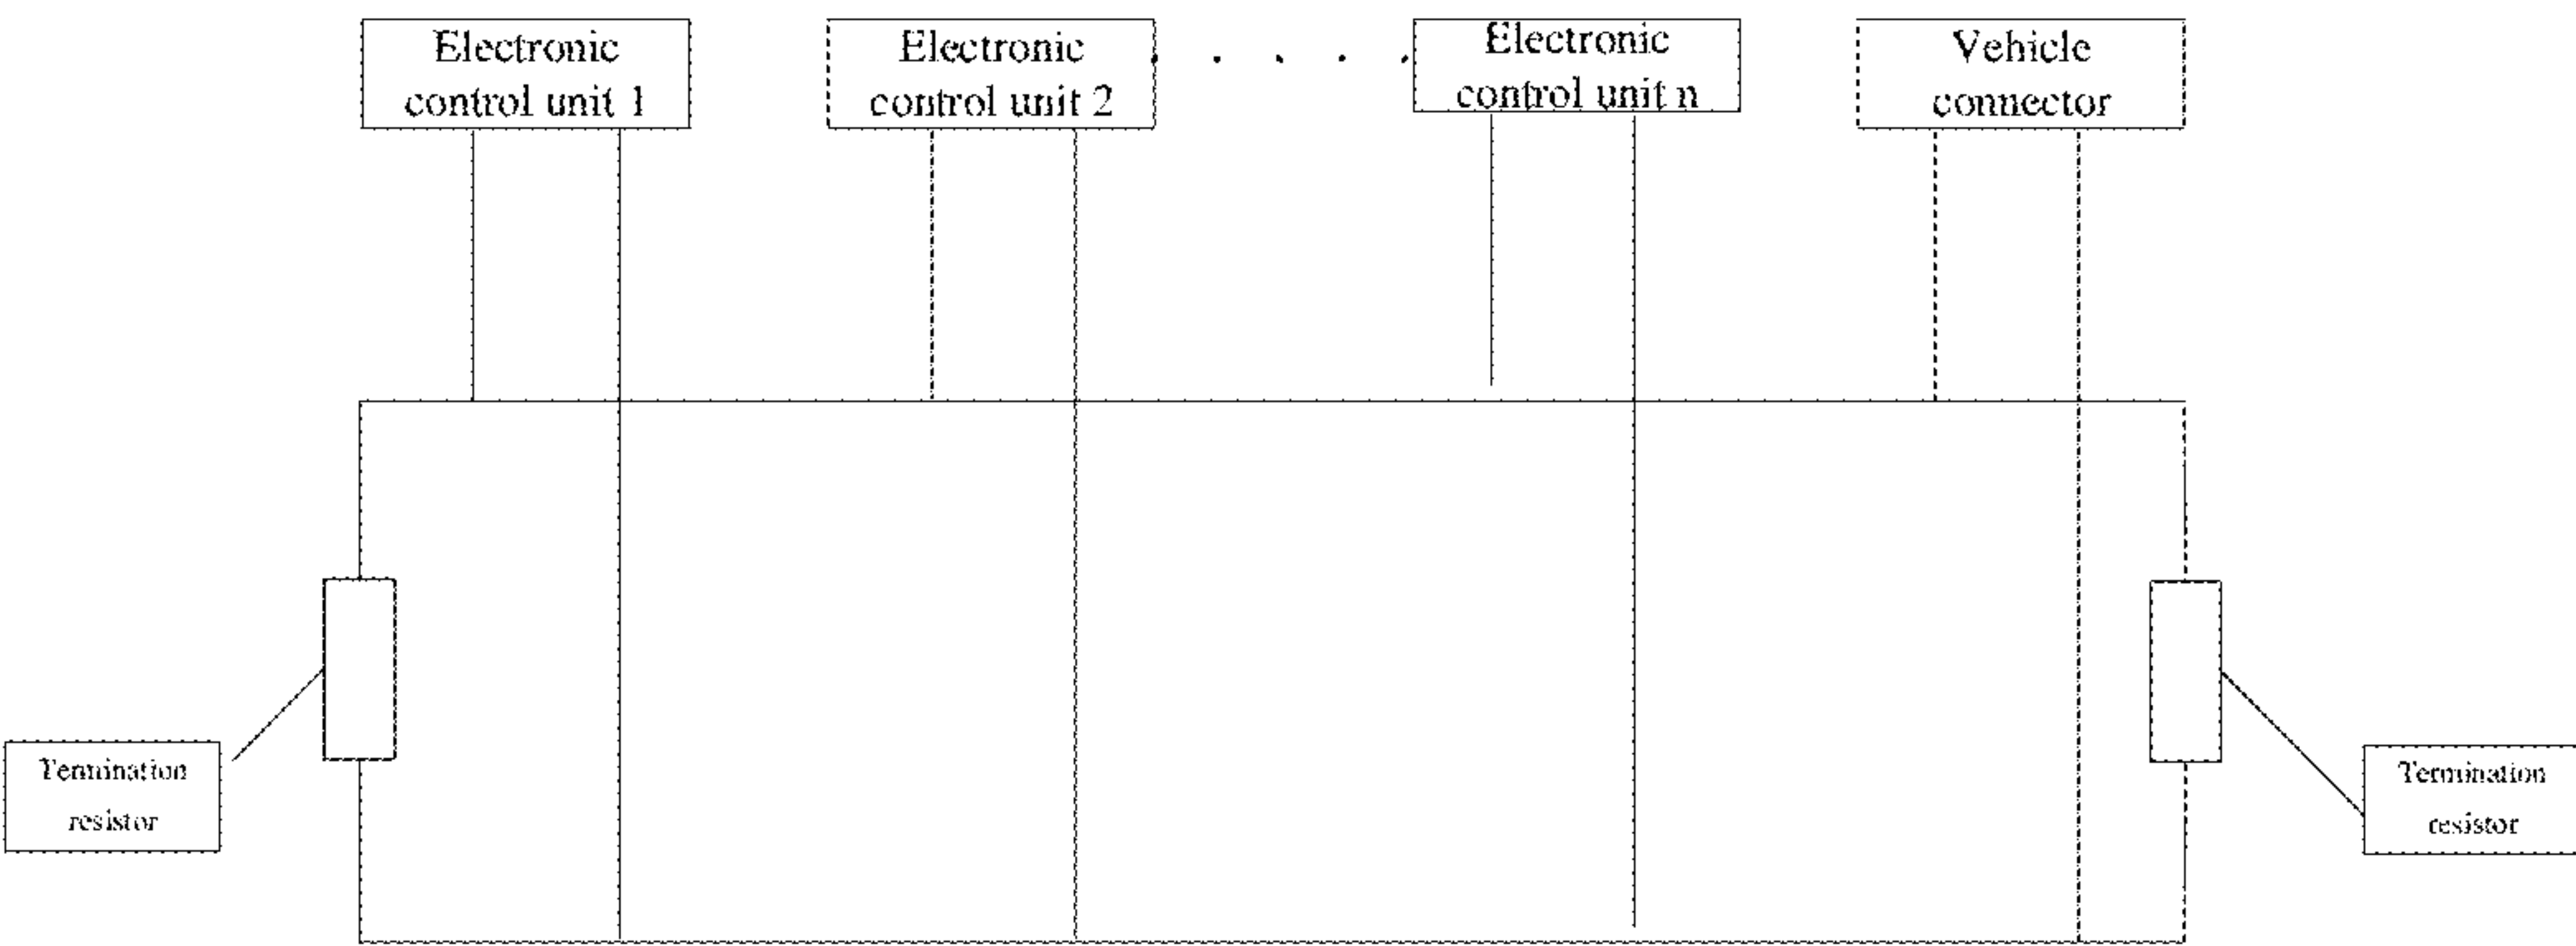 Electronic
control unit 1
Electronic
control unit 2
. . . . .
Electronic
control unit n
Vehicle
connector
Termination
resistor
Termination
resistor